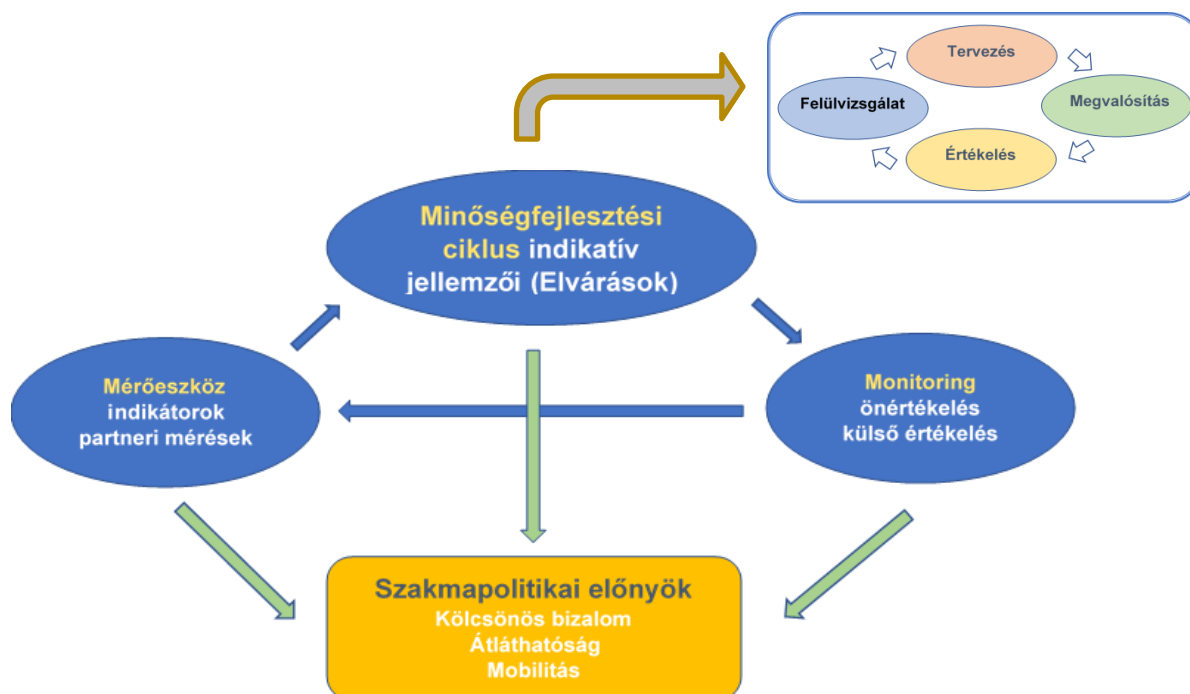 Tervezés
Felülvizsgálat
Megvalósítás
Értékelés
Minőségfejlesztési
ciklus indikatív
jellemzői (Elvárások)
Mérőeszköz
indikátorok
partneri mérések
Monitoring
önértékelés
külső értékelés
Szakmapolitikai előnyök
Kölcsönös bizalom
Átláthatóság
Mobilitás